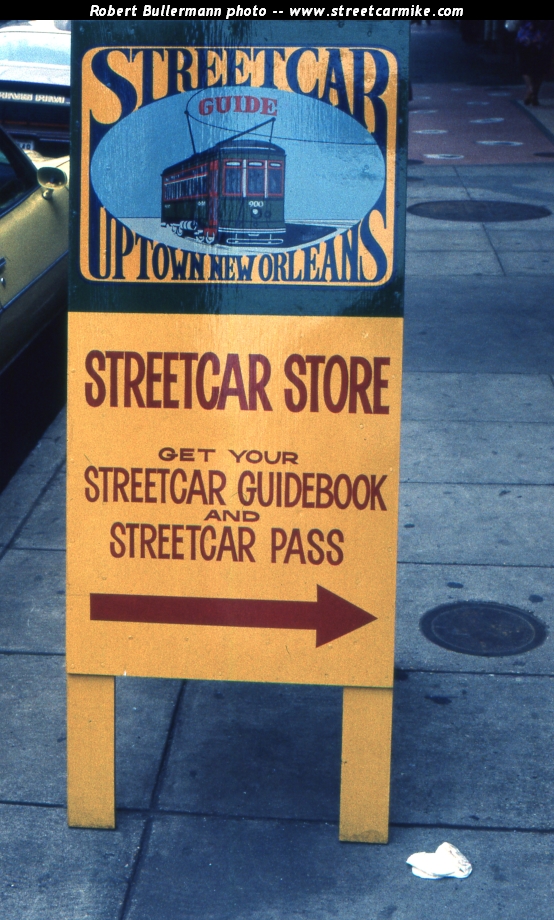 Robert Bullermann photo -- www.streetcarmike.com
STREETCAR
GUIDE
900
UPTOWN NEW ORLEANS
STREETCAR STORE
GET YOUR
STREETCAR GUIDEBOOK
AND
STREETCAR PASS